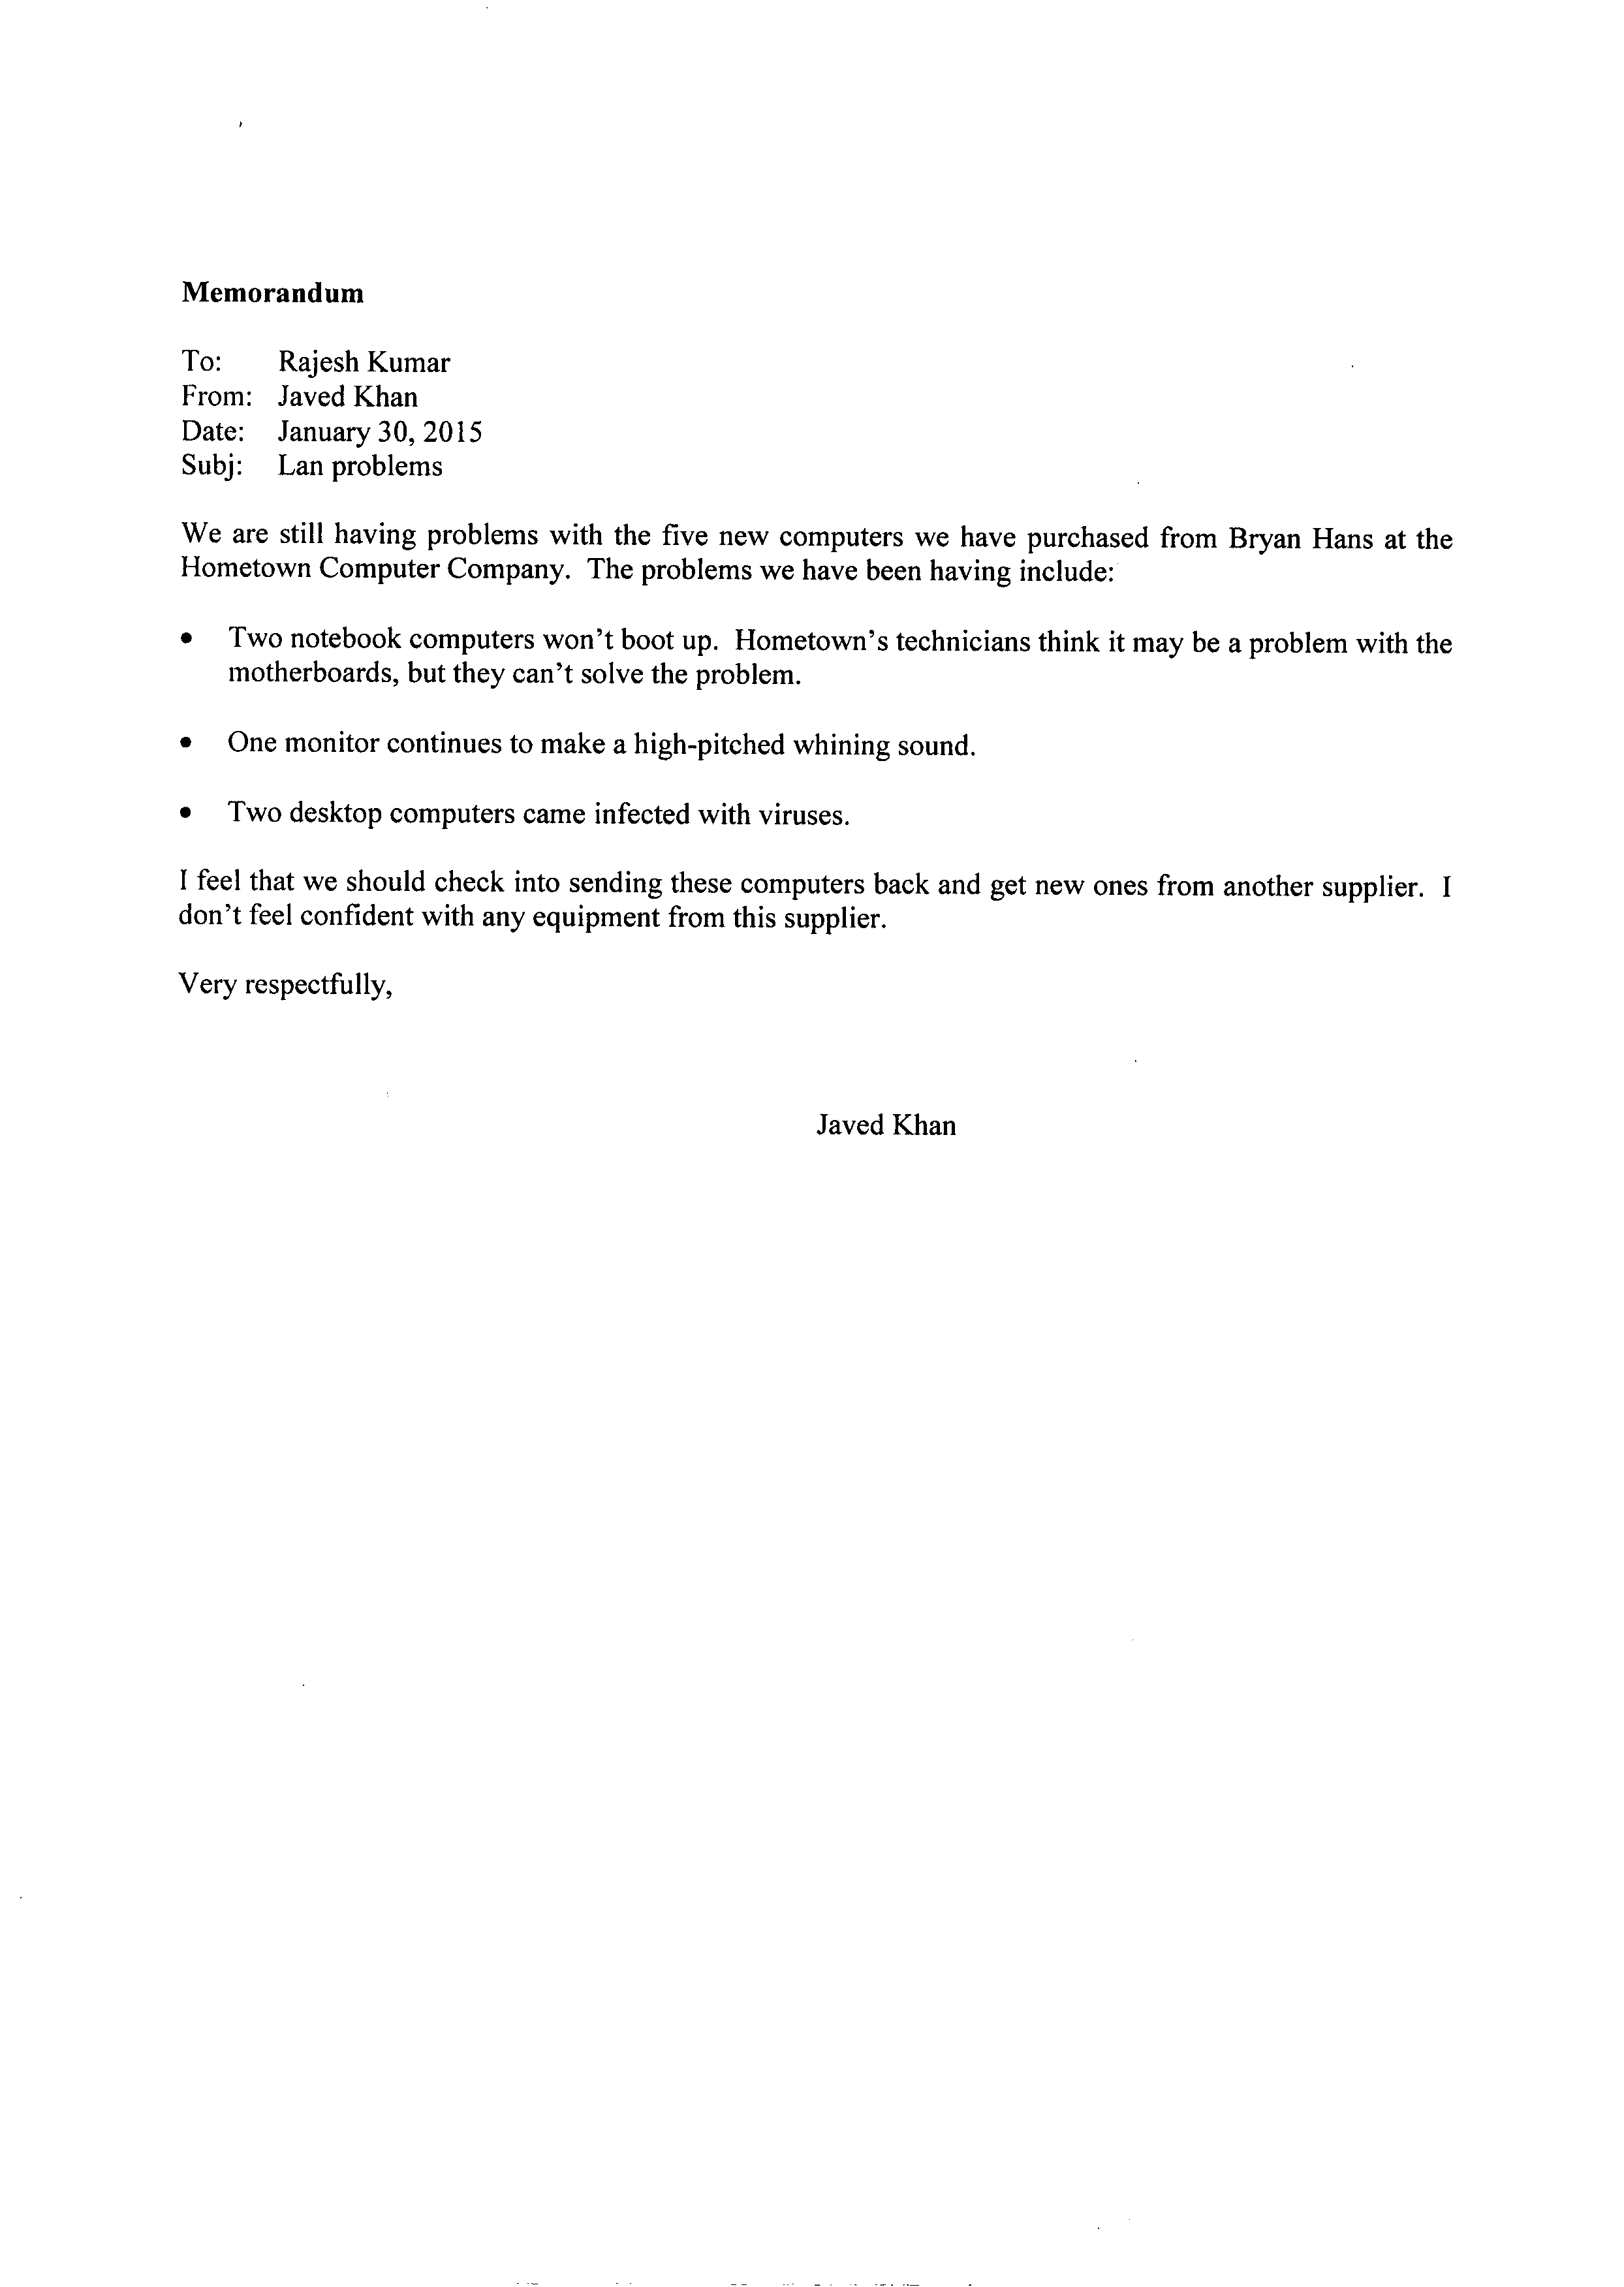 Memorandum
To: Rajesh Kumar
From: Javed Khan
Date: January 30, 2015
Subj: Lan problems
We are still having problems with the five new computers we have purchased from Bryan Hans at the
Hometown Computer Company. The problems we have been having include:
• Two notebook computers won't boot up. Hometown's technicians think it may be a problem with the
motherboards, but they can't solve the problem.
• One monitor continues to make a high-pitched whining sound.
• Two desktop computers came infected with viruses.
I feel that we should check into sending these computers back and get new ones from another supplier. I
don't feel confident with any equipment from this supplier.
Very respectfully,
Javed Khan